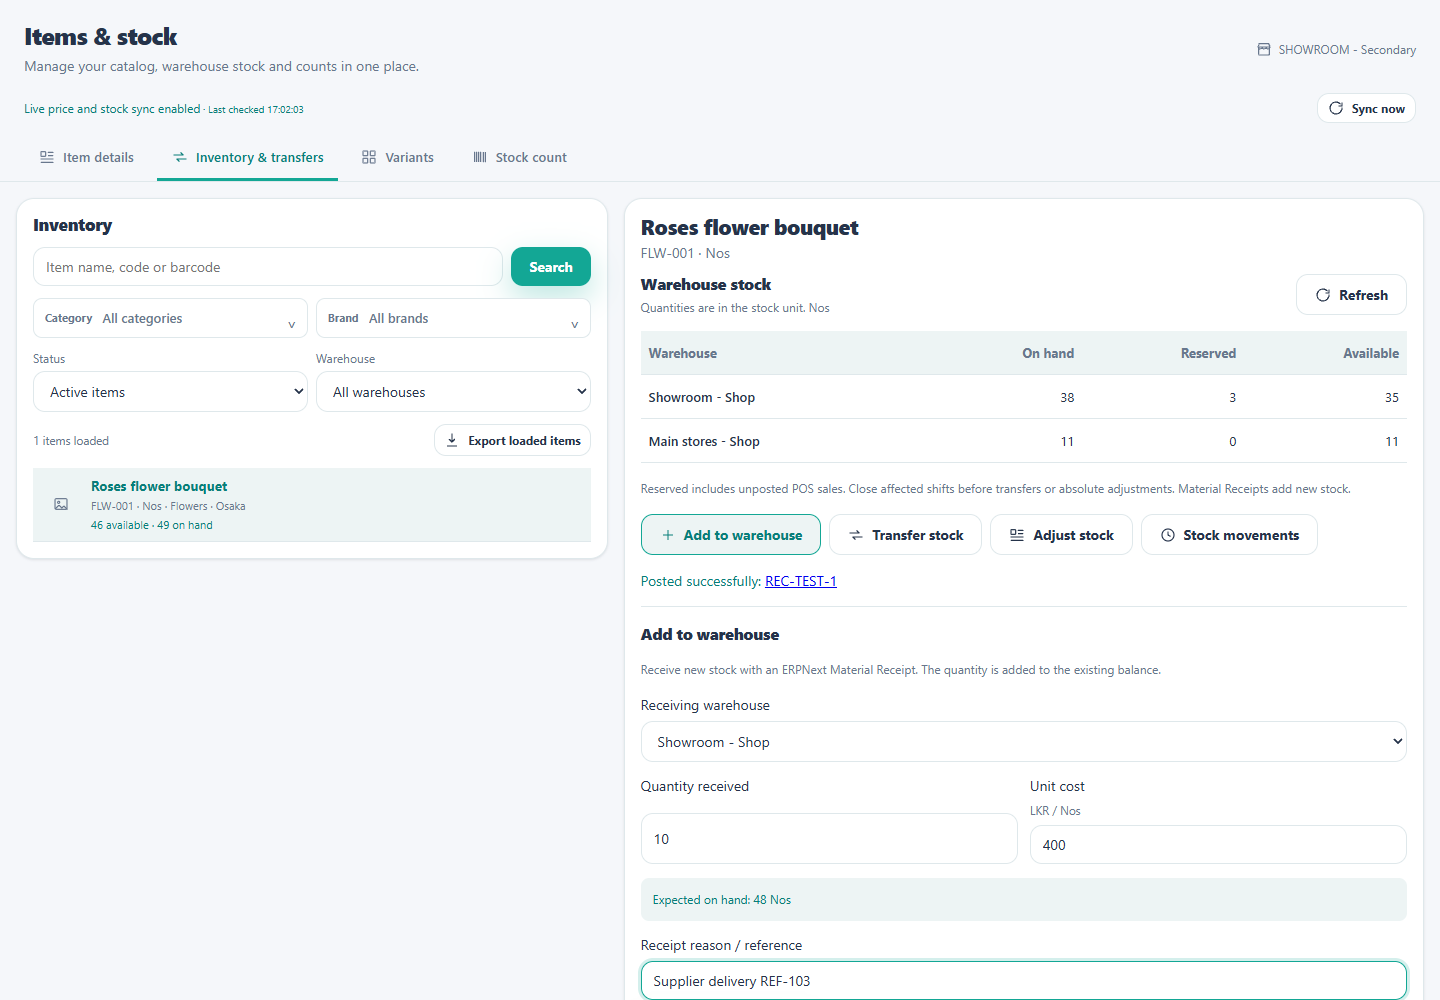 Items & stock
Manage your catalog, warehouse stock and counts in one place.
SHOWROOM - Secondary
Live price and stock sync enabled · Last checked 17:02:03
Sync now
Item details
Inventory & transfers
Variants
Stock count
Inventory
Item name, code or barcode
Search
Category All categories
Brand All brands
Status
Warehouse
Active items
All warehouses
1 items loaded
Export loaded items
Roses flower bouquet
FLW-001 · Nos · Flowers · Osaka
46 available · 49 on hand
Roses flower bouquet
FLW-001 · Nos
Warehouse stock
Quantities are in the stock unit. Nos
Refresh
Warehouse On hand Reserved Available
Showroom - Shop 38 3 35
Main stores - Shop 11 0 11
Reserved includes unposted POS sales. Close affected shifts before transfers or absolute adjustments. Material Receipts add new stock.
Add to warehouse
Transfer stock
Adjust stock
Stock movements
Posted successfully: REC-TEST-1
Add to warehouse
Receive new stock with an ERPNext Material Receipt. The quantity is added to the existing balance.
Receiving warehouse
Showroom - Shop
Quantity received
10
Unit cost
LKR / Nos
400
Expected on hand: 48 Nos
Receipt reason / reference
Supplier delivery REF-103